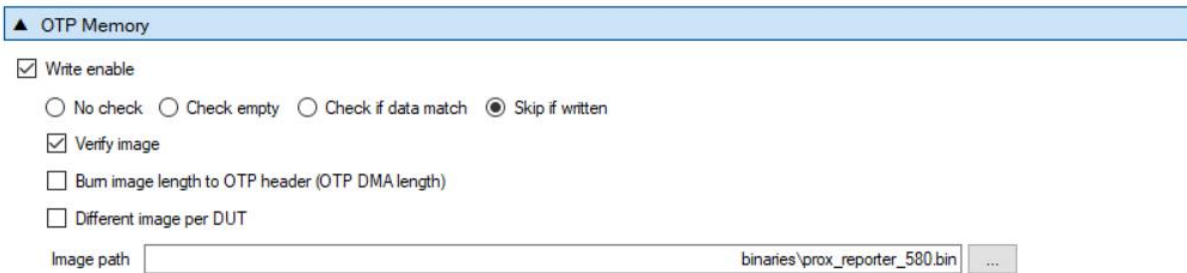 ▲ OTP Memory
Write enable
No check Check empty Check if data match Skip if written
Verify image
Burn image length to OTP header (OTP DMA length)
Different image per DUT
Image path binaries\prox_reporter_580.bin ...